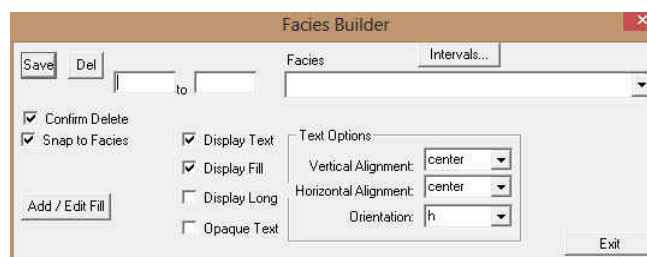 Facies Builder
Save Del
to
Facies
Intervals...
Confirm Delete
Snap to Facies
Add / Edit Fill
Display Text
Display Fill
Display Long
Opaque Text
Text Options
Vertical Alignment: center
Horizontal Alignment: center
Orientation: h
Exit